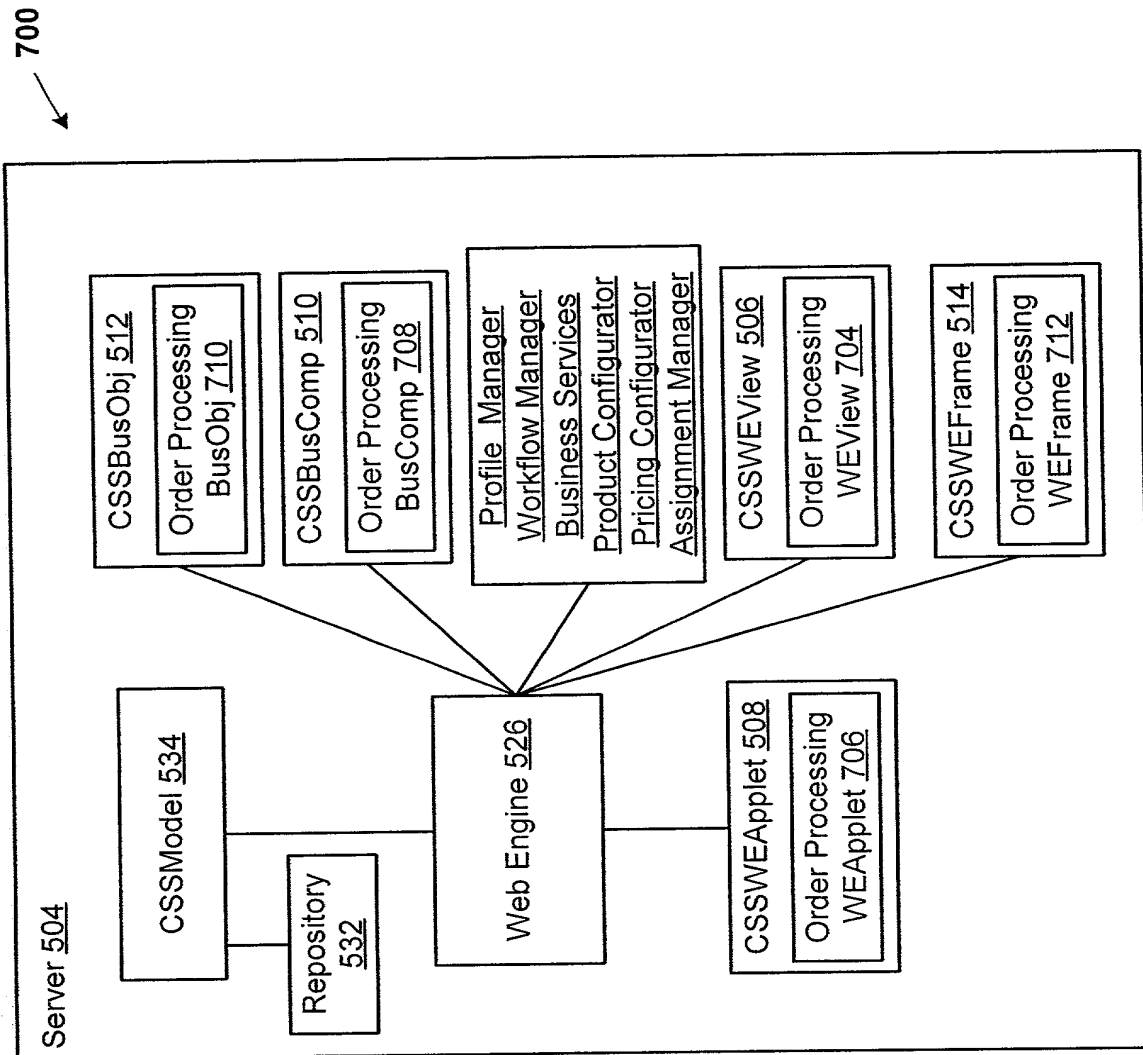 700
Server 504
CSSModel 534
Repository
532
Web Engine 526
CSSWEApplet 508
Order Processing
WEApplet 706
CSSBusObj 512
Order Processing
BusObj 710
CSSBusComp 510
Order Processing
BusComp 708
Profile Manager
Workflow Manager
Business Services
Product Configurator
Pricing Configurator
Assignment Manager
CSSWEView 506
Order Processing
WEView 704
CSSWEFrame 514
Order Processing
WEFrame 712